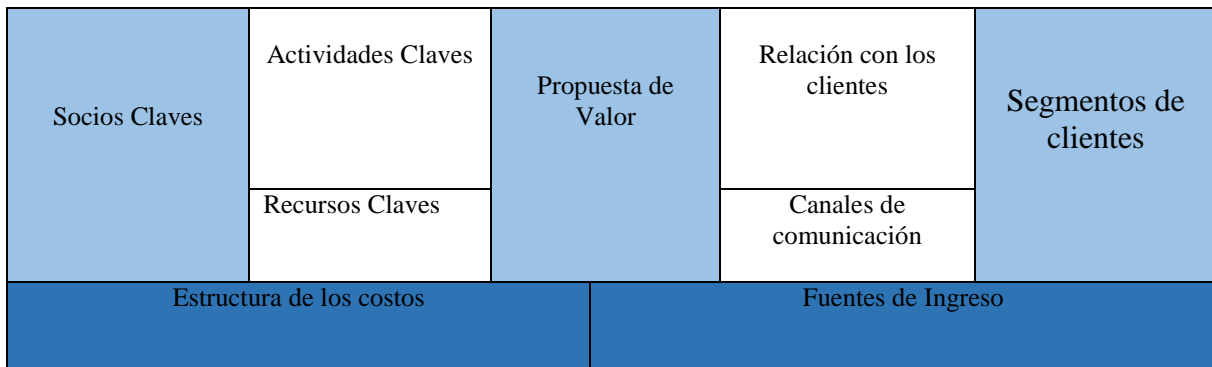 Socios Claves
Actividades Claves
Recursos Claves
Propuesta de
Valor
Relación con los
clientes
Canales de
comunicación
Segmentos de
clientes
Estructura de los costos
Fuentes de Ingreso